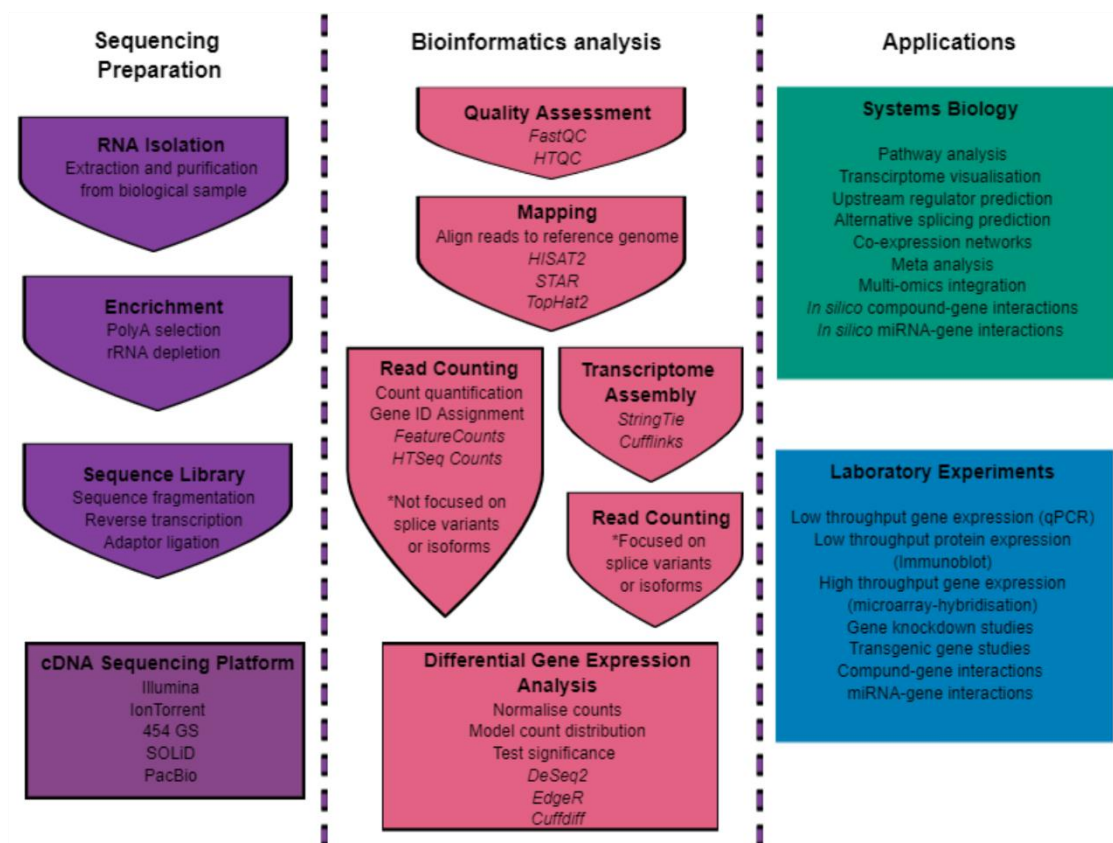 Sequencing
Preparation
RNA Isolation
Extraction and purification
from biological sample
Encrichment
PolyA selection
rRNA depletion
Sequence Library
Sequence fragmentation
Reverse transcription
Adaptor ligation
cDNA Sequencing Platform
Illumina
IonTorrent
454 GS
SOLiD
PacBio
Bioinformatics analysis
Quality Assessment
FastQC
HTQC
Mapping
Align reads to reference genome
HISAT2
STAR
TopHat2
Read Counting
Count quantification
Gene ID Assignment
FeatureCounts
HTSeq Counts
*Not focused on
splice variants
or isoforms
Transcriptome
Assembly
StringTie
Cufflinks
Read Counting
*Focused on
splice variants
or isoforms
Differential Gene Expression
Analysis
Normalise counts
Model count distribution
Test significance
DeSeq2
EdgeR
Cuffdiff
Applications
Systems Biology
Pathway analysis
Transcirptome visualisation
Upstream regulator prediction
Alternative splicing prediction
Co-expression networks
Meta analysis
Multi-omics integration
In silico compound-gene interactions
In silico miRNA-gene interactions
Laboratory Experiments
Low throughput gene expression (qPCR)
Low throughput protein expression
(Immunoblot)
High throughput gene expression
(microarray-hybridisation)
Gene knockdown studies
Transgenic gene studies
Compund-gene interactions
miRNA-gene interactions